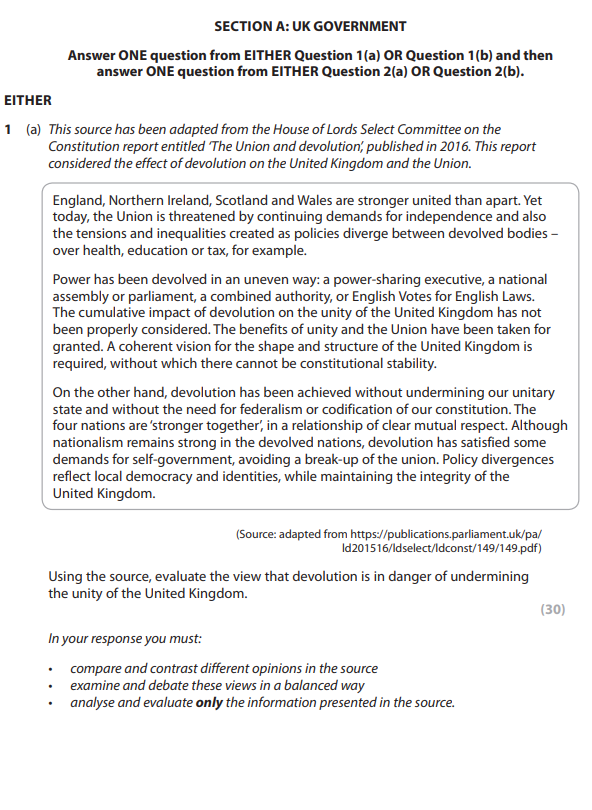 SECTION A: UK GOVERNMENT
Answer ONE question from EITHER Question 1(a) OR Question 1(b) and then
answer ONE question from EITHER Question 2(a) OR Question 2(b).
EITHER
1 (a) This source has been adapted from the House of Lords Select Committee on the
Constitution report entitled ‘The Union and devolution’, published in 2016. This report
considered the effect of devolution on the United Kingdom and the Union.
England, Northern Ireland, Scotland and Wales are stronger united than apart. Yet
today, the Union is threatened by continuing demands for independence and also
the tensions and inequalities created as policies diverge between devolved bodies –
over health, education or tax, for example.
Power has been devolved in an uneven way: a power-sharing executive, a national
assembly or parliament, a combined authority, or English Votes for English Laws.
The cumulative impact of devolution on the unity of the United Kingdom has not
been properly considered. The benefits of unity and the Union have been taken for
granted. A coherent vision for the shape and structure of the United Kingdom is
required, without which there cannot be constitutional stability.
On the other hand, devolution has been achieved without undermining our unitary
state and without the need for federalism or codification of our constitution. The
four nations are ‘stronger together’, in a relationship of clear mutual respect. Although
nationalism remains strong in the devolved nations, devolution has satisfied some
demands for self-government, avoiding a break-up of the union. Policy divergences
reflect local democracy and identities, while maintaining the integrity of the
United Kingdom.
(Source: adapted from https://publications.parliament.uk/pa/
ld201516/ldselect/ldconst/149/149.pdf)
Using the source, evaluate the view that devolution is in danger of undermining
the unity of the United Kingdom.
(30)
In your response you must:
• compare and contrast different opinions in the source
• examine and debate these views in a balanced way
• analyse and evaluate only the information presented in the source.